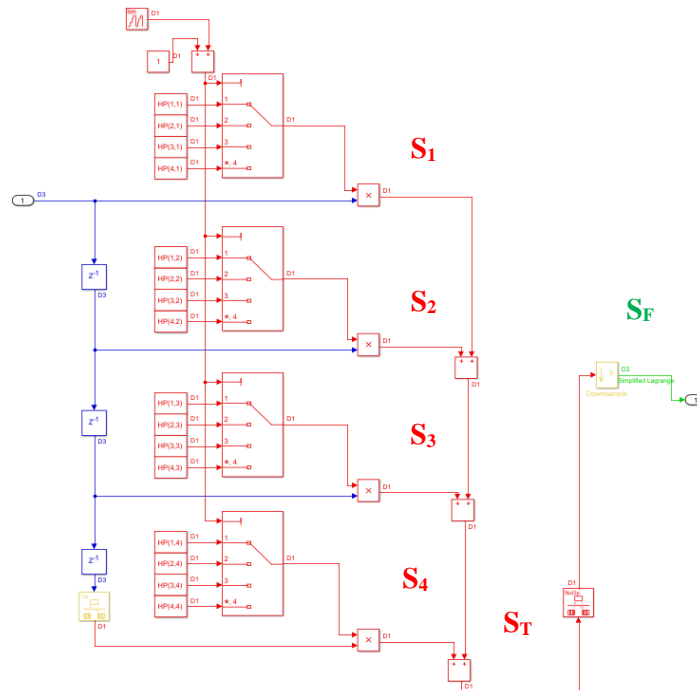 D1
1
D1
+ +
D1
HP(1,1) D1 1
HP(2,1) D1 2
HP(3,1) D1 3
HP(4,1) D1 *, 4
D1
S1
1
D3
×
D1
HP(1,2) D1 1
HP(2,2) D1 2
HP(3,2) D1 3
HP(4,2) D1 *, 4
D1
Z-1
D3
S2
SF
×
D1
+ +
D1
3
D2
Simplified Lagrange
Downsample
1
HP(1,3) D1 1
HP(2,3) D1 2
HP(3,3) D1 3
HP(4,3) D1 *, 4
D1
Z-1
D3
S3
×
D1
+ +
D1
HP(1,4) D1 1
HP(2,4) D1 2
HP(3,4) D1 3
HP(4,4) D1 *, 4
D1
Z-1
D3
S4
D1
NoOp
D1
ST
×
D1
+ +